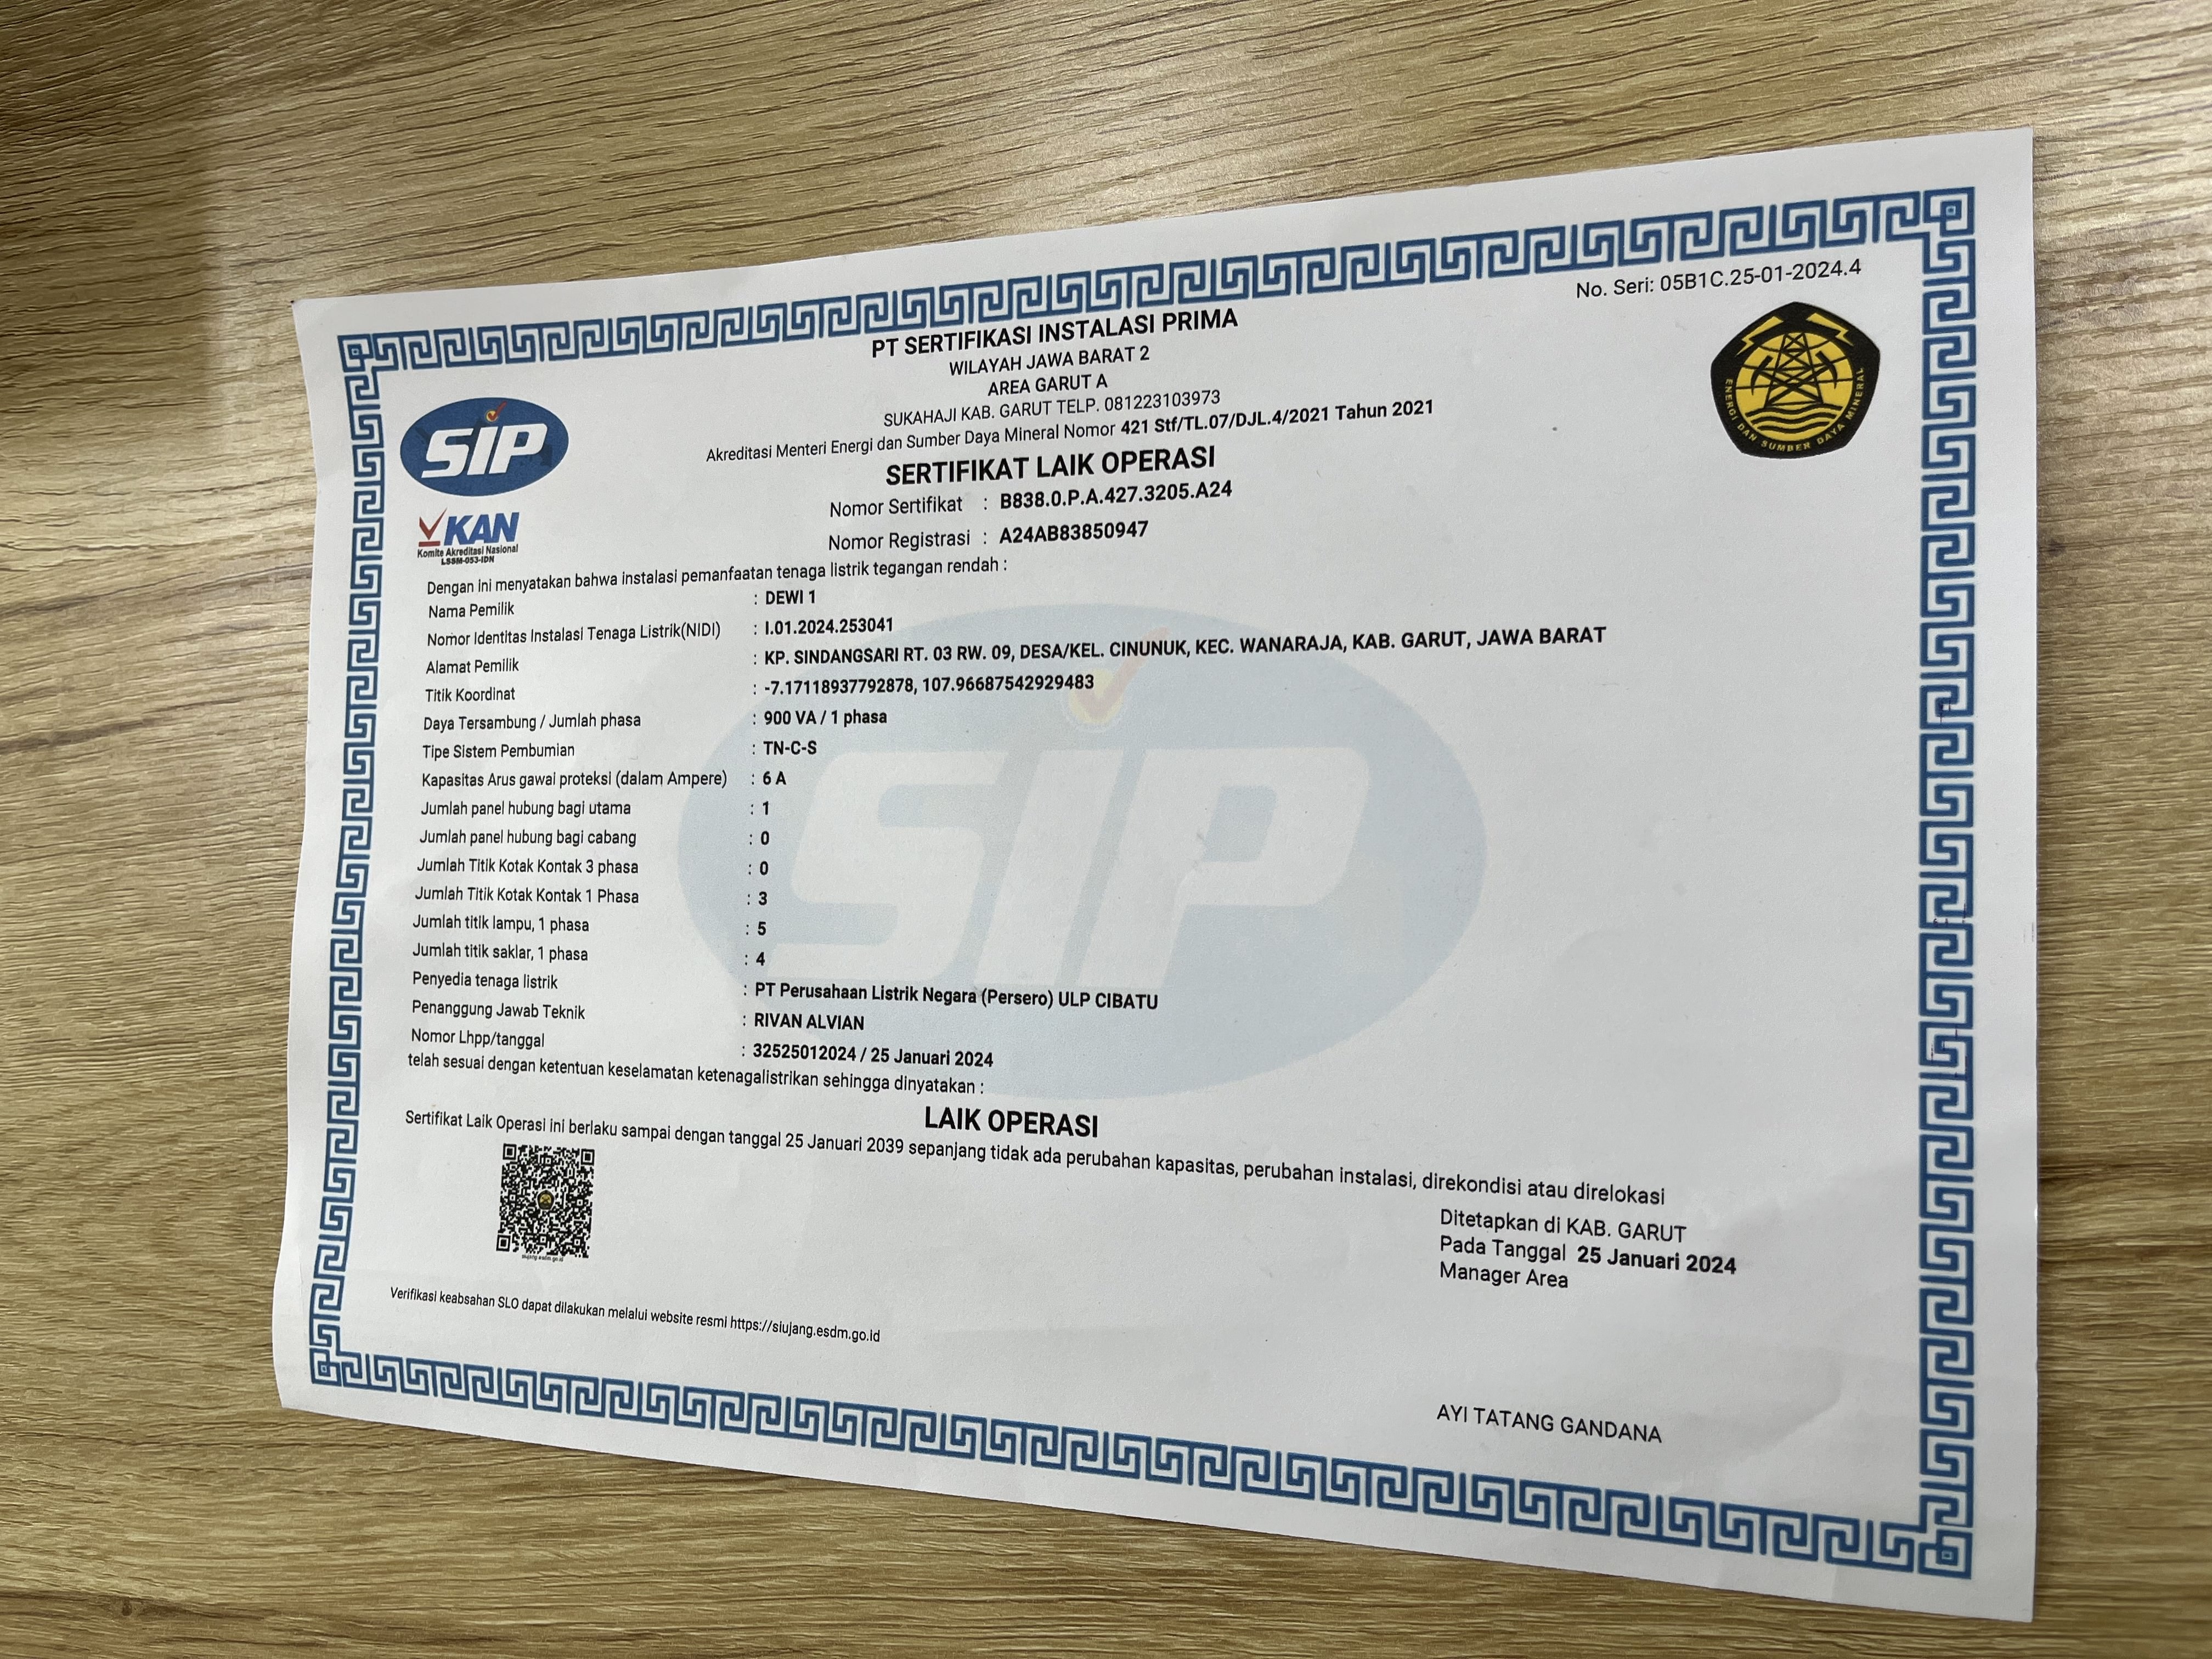 No. Seri: 05B1C.25-01-2024.4
PT SERTIFIKASI INSTALASI PRIMA
WILAYAH JAWA BARAT 2
AREA GARUT A
SUKAHAJI KAB. GARUT TELP. 081223103973
Akreditasi Menteri Energi dan Sumber Daya Mineral Nomor 421 Stf/TL.07/DJL.4/2021 Tahun 2021
SIP
ENERGI DAN SUMBER DAYA MINERAL
SERTIFIKAT LAIK OPERASI
Nomor Sertifikat : B838.0.P.A.427.3205.A24
Nomor Registrasi : A24AB83850947
KAN
Komite Akreditasi Nasional
LSSM-053-IDN
Dengan ini menyatakan bahwa instalasi pemanfaatan tenaga listrik tegangan rendah :
Nama Pemilik : DEWI 1
Nomor Identitas Instalasi Tenaga Listrik(NIDI) : I.01.2024.253041
Alamat Pemilik : KP. SINDANGSARI RT. 03 RW. 09, DESA/KEL. CINUNUK, KEC. WANARAJA, KAB. GARUT, JAWA BARAT
Titik Koordinat : -7.17118937792878, 107.96687542929483
Daya Tersambung / Jumlah phasa : 900 VA / 1 phasa
Tipe Sistem Pembumian : TN-C-S
Kapasitas Arus gawai proteksi (dalam Ampere) : 6 A
Jumlah panel hubung bagi utama : 1
Jumlah panel hubung bagi cabang : 0
Jumlah Titik Kotak Kontak 3 phasa : 0
Jumlah Titik Kotak Kontak 1 Phasa : 3
Jumlah titik lampu, 1 phasa : 5
Jumlah titik saklar, 1 phasa : 4
Penyedia tenaga listrik : PT Perusahaan Listrik Negara (Persero) ULP CIBATU
Penanggung Jawab Teknik : RIVAN ALVIAN
Nomor Lhpp/tanggal : 32525012024 / 25 Januari 2024
telah sesuai dengan ketentuan keselamatan ketenagalistrikan sehingga dinyatakan :
SIP
LAIK OPERASI
Sertifikat Laik Operasi ini berlaku sampai dengan tanggal 25 Januari 2039 sepanjang tidak ada perubahan kapasitas, perubahan instalasi, direkondisi atau direlokasi
siujang.esdm.go.id
Ditetapkan di KAB. GARUT
Pada Tanggal 25 Januari 2024
Manager Area
Verifikasi keabsahan SLO dapat dilakukan melalui website resmi https://siujang.esdm.go.id
AYI TATANG GANDANA